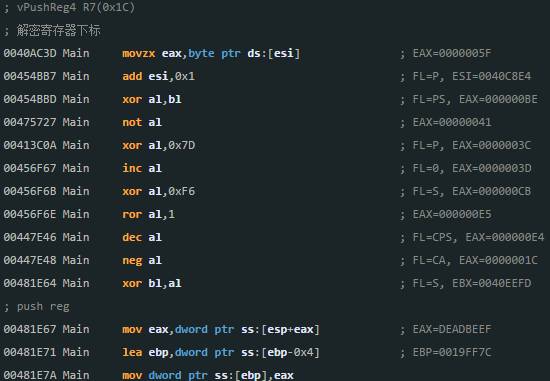 ; vPushReg4 R7(0x1C)
; 解密寄存器下标
0040AC3D Main movzx eax,byte ptr ds:[esi] ; EAX=0000005F
00454BB7 Main add esi,0x1 ; FL=P, ESI=0040C8E4
00454BBD Main xor al,bl ; FL=PS, EAX=000000BE
00475727 Main not al ; EAX=00000041
00413C0A Main xor al,0x7D ; FL=P, EAX=0000003C
00456F67 Main inc al ; FL=0, EAX=0000003D
00456F6B Main xor al,0xF6 ; FL=S, EAX=000000CB
00456F6E Main ror al,1 ; EAX=000000E5
00447E46 Main dec al ; FL=CPS, EAX=000000E4
00447E48 Main neg al ; FL=CA, EAX=0000001C
00481E64 Main xor bl,al ; FL=S, EBX=0040EEFD
; push reg
00481E67 Main mov eax,dword ptr ss:[esp+eax] ; EAX=DEADBEEF
00481E71 Main lea ebp,dword ptr ss:[ebp-0x4] ; EBP=0019FF7C
00481E7A Main mov dword ptr ss:[ebp],eax